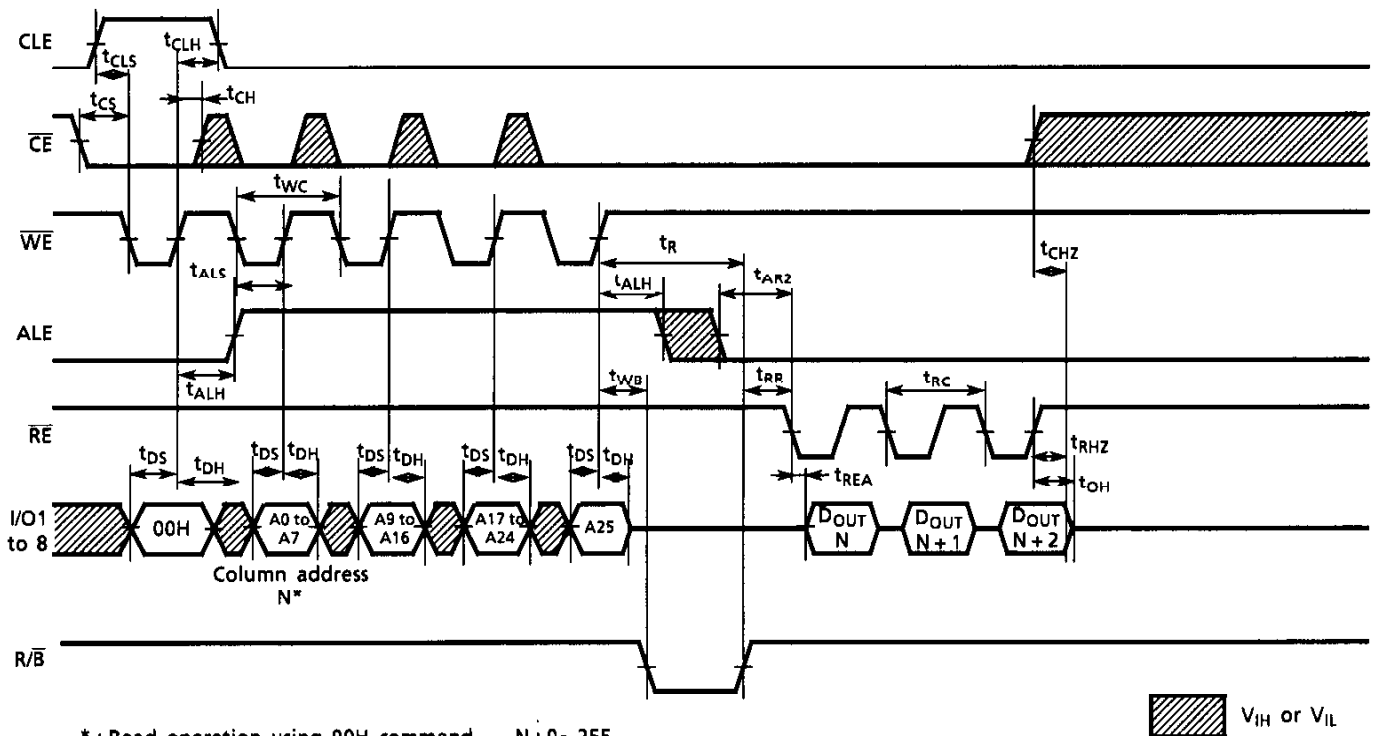 CLE
tCLS
tCLH
tCS
tCH
C̅E̅
tWC
W̅E̅
tR
tCHZ
tALS
tALH
tAR2
ALE
tALH
tWB
tRR
tRC
R̅E̅
tDS
tDH
tDS
tDH
tDS
tDH
tDS
tDH
tDS
tDH
tREA
tRHZ
tOH
I/O1
to 8
00H
A0 to
A7
A9 to
A16
A17 to
A24
A25
DOUT
N
DOUT
N+1
DOUT
N+2
Column address
N*
R/B̅
VIH or VIL
*: Read operation using 00H command N: 0~255